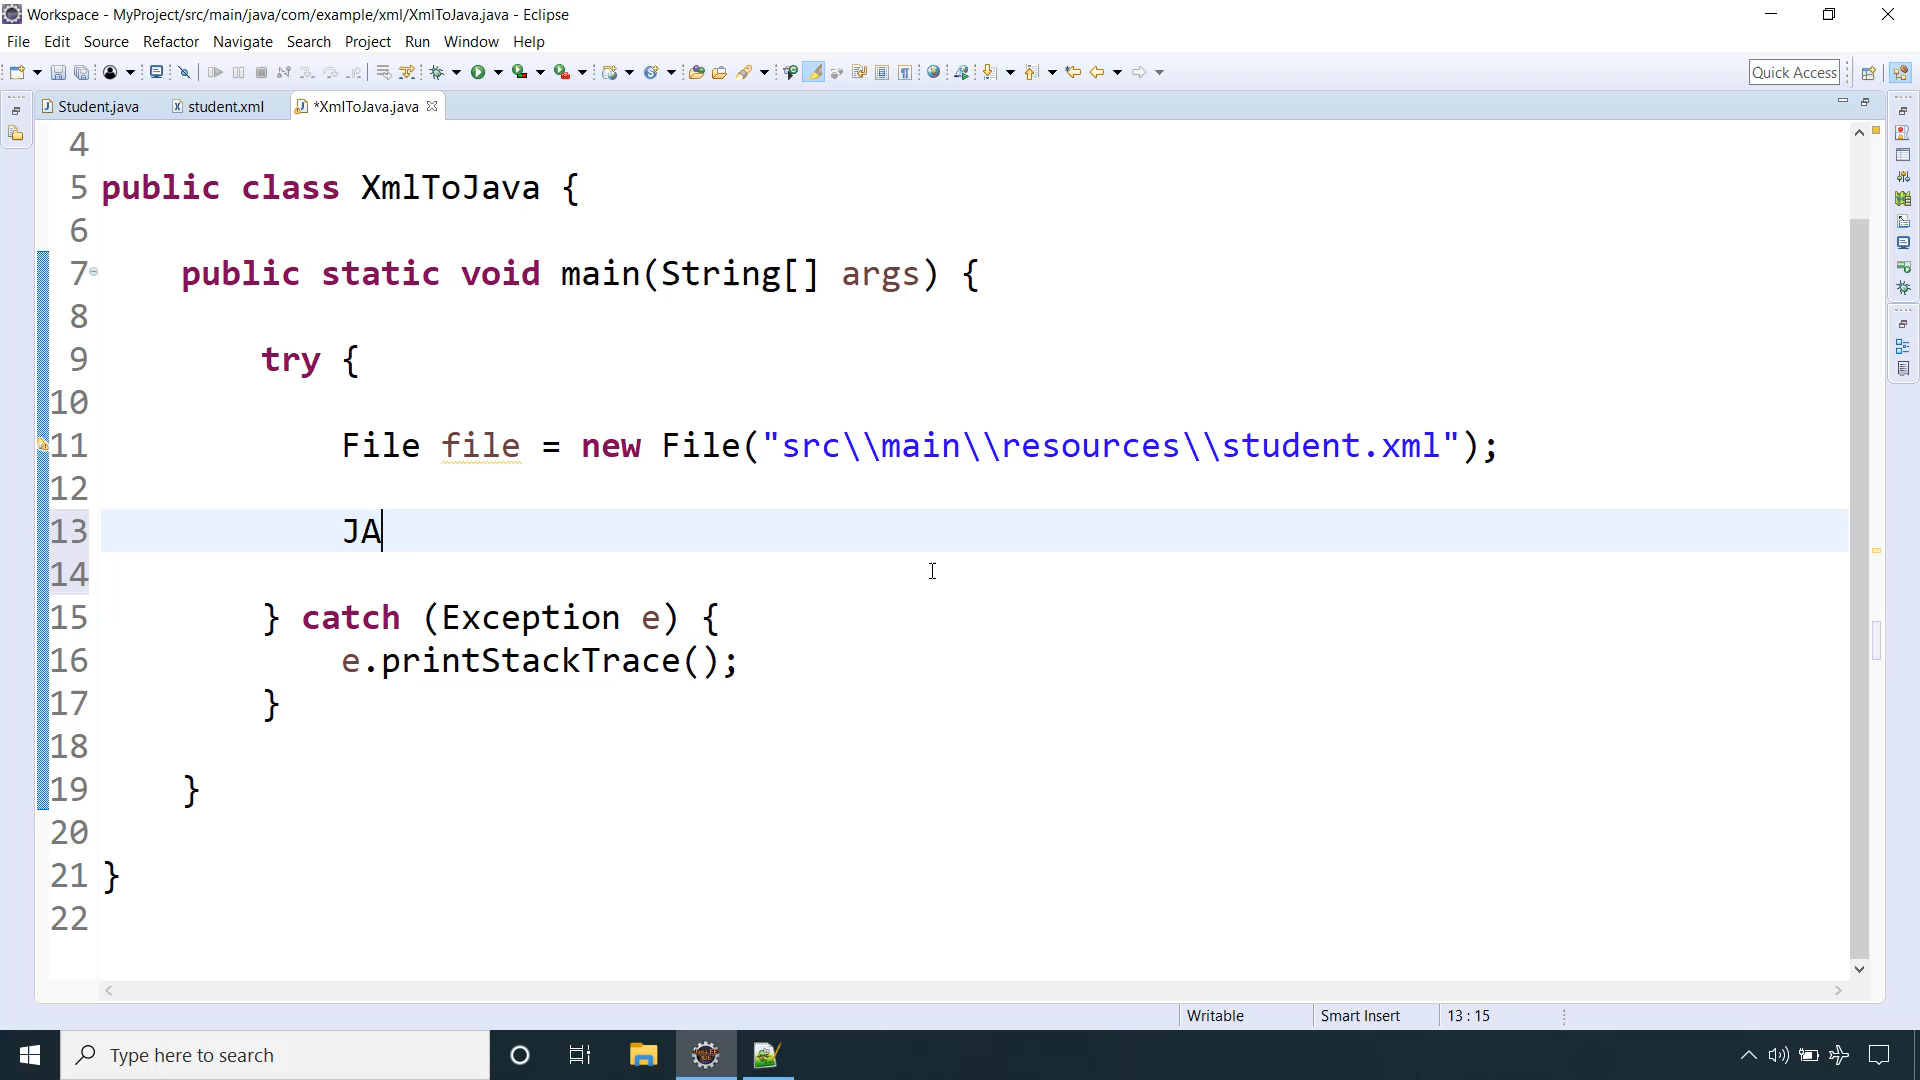 Workspace - MyProject/src/main/java/com/example/xml/XmlToJava.java - Eclipse
File Edit Source Refactor Navigate Search Project Run Window Help
Quick Access
Student.java student.xml *XmlToJava.java
4
5 public class XmlToJava {
6
7 public static void main(String[] args) {
8
9 try {
10
11 File file = new File("src\\main\\resources\\student.xml");
12
13 JA
14
15 } catch (Exception e) {
16 e.printStackTrace();
17 }
18
19 }
20
21 }
22
Writable Smart Insert 13 : 15
Type here to search